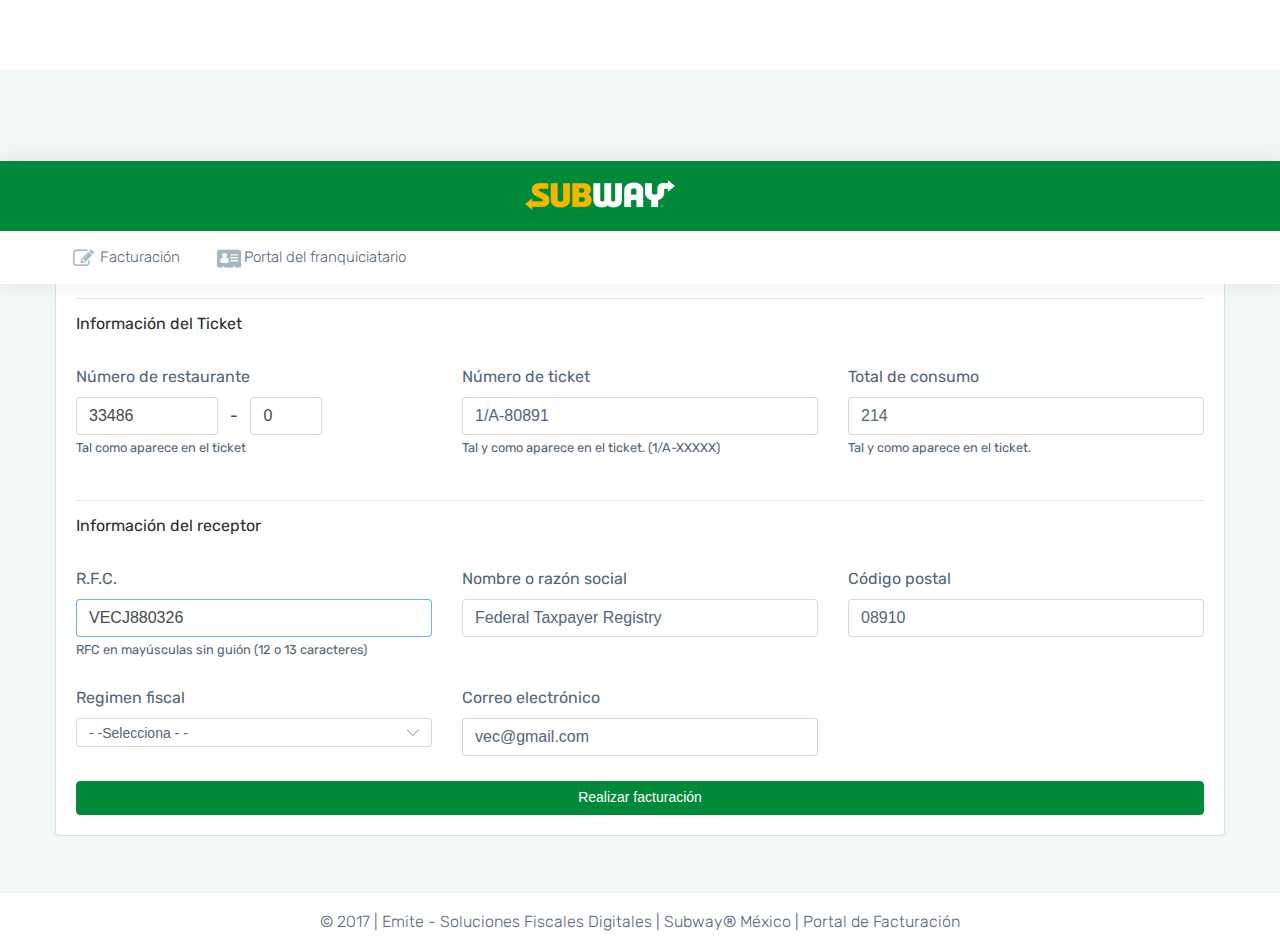 SUBWAY
Facturación Portal del franquiciatario
Información del Ticket
Número de restaurante Número de ticket Total de consumo
33486 - 0 1/A-80891 214
Tal como aparece en el ticket Tal y como aparece en el ticket. (1/A-XXXXX) Tal y como aparece en el ticket.
Información del receptor
R.F.C. Nombre o razón social Código postal
VECJ880326 Federal Taxpayer Registry 08910
RFC en mayúsculas sin guión (12 o 13 caracteres)
Regimen fiscal Correo electrónico
- -Selecciona - - vec@gmail.com
Realizar facturación
© 2017 | Emite - Soluciones Fiscales Digitales | Subway® México | Portal de Facturación